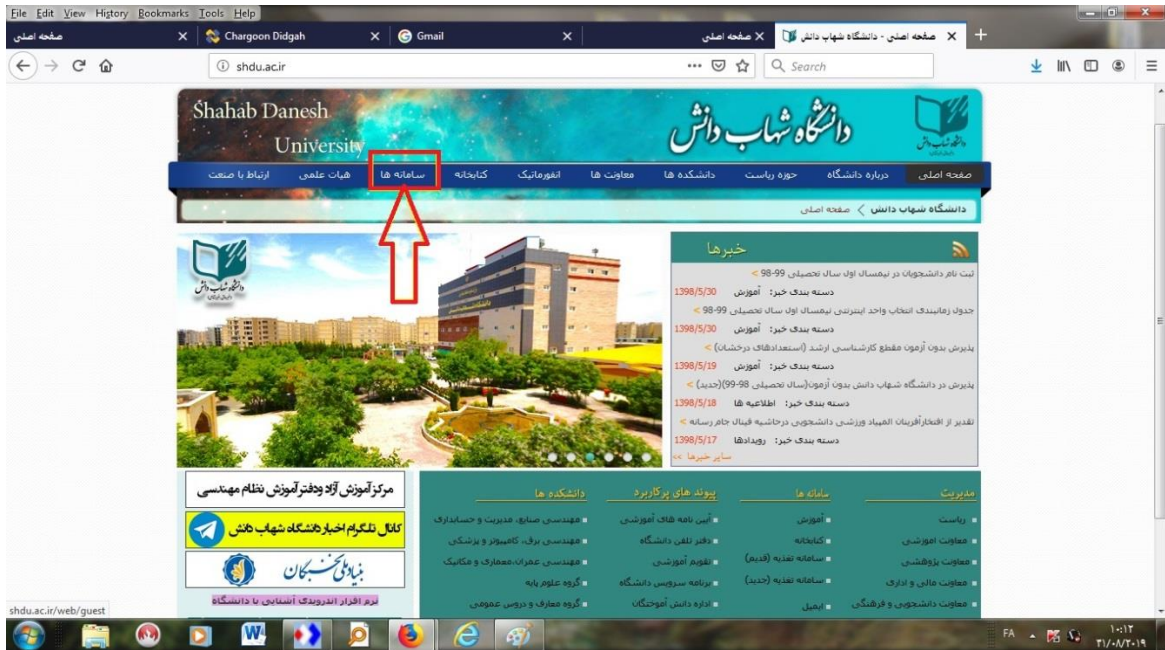 File Edit View History Bookmarks Tools Help
صفحه اصلی
Chargoon Didgah
Gmail
صفحه اصلی
صفحه اصلی - دانشگاه شهاب دانش
shdu.ac.ir
Search
Shahab Danesh
University
دانشگاه شهاب دانش
دانشگاه شهاب دانش
صفحه اصلی درباره دانشگاه حوزه ریاست دانشکده ها معاونت ها انفورماتیک کتابخانه سامانه ها هیات علمی ارتباط با صنعت
دانشگاه شهاب دانش > صفحه اصلی
دانشگاه شهاب دانش
خبرها
ثبت نام دانشجویان در نیمسال اول سال تحصیلی 99-98 >
دسته بندی خبر: آموزش 1398/5/30
جدول زمانبندی انتخاب واحد اینترنتی نیمسال اول سال تحصیلی 99-98 >
دسته بندی خبر: آموزش 1398/5/30
پذیرش بدون آزمون مقطع کارشناسی ارشد (استعدادهای درخشان) >
دسته بندی خبر: آموزش 1398/5/19
پذیرش در دانشگاه شهاب دانش بدون آزمون(سال تحصیلی 98-99)(جدید) >
دسته بندی خبر: اطلاعیه ها 1398/5/18
تقدیر از افتخارآفرینان المپیاد ورزشی دانشجویی درحاشیه فینال جام رسانه >
دسته بندی خبر: رویدادها 1398/5/17
سایر خبرها >>
مدیریت
ریاست
معاونت آموزشی
معاونت پژوهشی
معاونت مالی و اداری
معاونت دانشجویی و فرهنگی
سامانه ها
آموزش
کتابخانه
سامانه تغذیه (قدیم)
سامانه تغذیه (جدید)
ایمیل
پیوند های پرکاربرد
آیین نامه های آموزشی
دفتر تلفن دانشگاه
تقویم آموزشی
برنامه سرویس دانشگاه
اداره دانش آموختگان
دانشکده ها
مهندسی صنایع، مدیریت و حسابداری
مهندسی برق، کامپیوتر و پزشکی
مهندسی عمران،معماری و مکانیک
گروه علوم پایه
گروه معارف و دروس عمومی
مرکز آموزش آزاد ودفتر آموزش نظام مهندسی
کانال تلگرام اخبار دانشگاه شهاب دانش
بنیاد ملی نخبگان
نرم افزار اندرویدی آشنایی با دانشگاه
shdu.ac.ir/web/guest
FA
۱۰:۱۲
۳۱/۰۸/۲۰۱۹